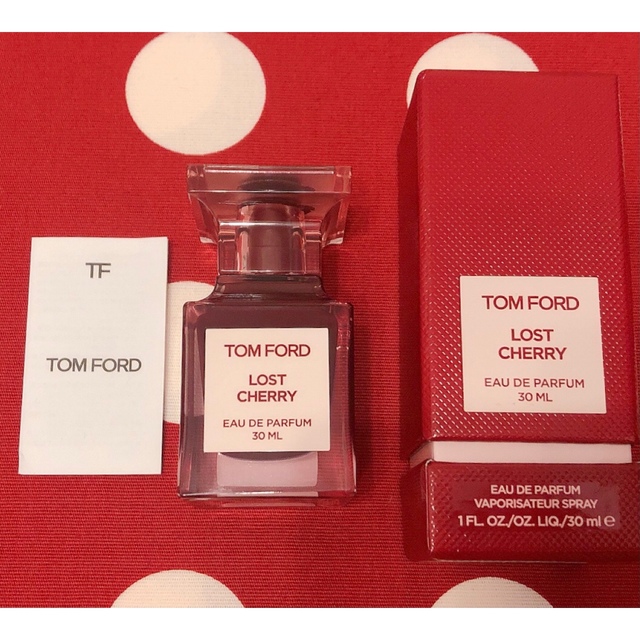 TF
TOM FORD
TOM FORD
LOST
CHERRY
EAU DE PARFUM
30 ML
TOM FORD
LOST
CHERRY
EAU DE PARFUM
30 ML
EAU DE PARFUM
VAPORISATEUR SPRAY
1 FL. OZ./OZ. LIQ./30 ml ℮